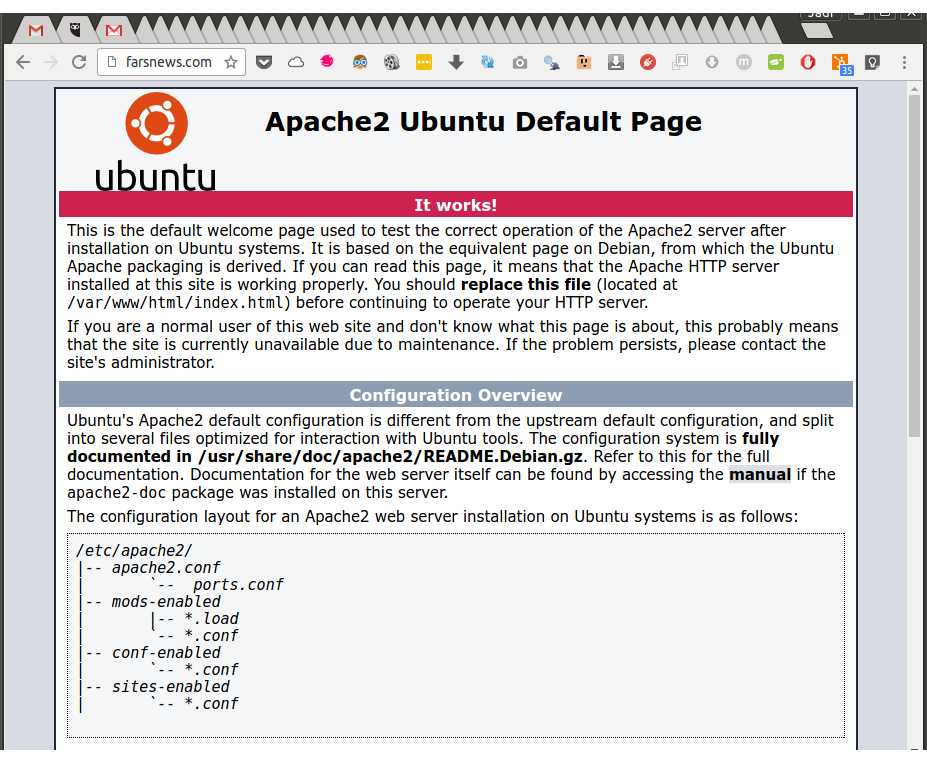 Jadi
farsnews.com
35
ubuntu
Apache2 Ubuntu Default Page
It works!
This is the default welcome page used to test the correct operation of the Apache2 server after
installation on Ubuntu systems. It is based on the equivalent page on Debian, from which the Ubuntu
Apache packaging is derived. If you can read this page, it means that the Apache HTTP server
installed at this site is working properly. You should replace this file (located at
/var/www/html/index.html) before continuing to operate your HTTP server.
If you are a normal user of this web site and don't know what this page is about, this probably means
that the site is currently unavailable due to maintenance. If the problem persists, please contact the
site's administrator.
Configuration Overview
Ubuntu's Apache2 default configuration is different from the upstream default configuration, and split
into several files optimized for interaction with Ubuntu tools. The configuration system is fully
documented in /usr/share/doc/apache2/README.Debian.gz. Refer to this for the full
documentation. Documentation for the web server itself can be found by accessing the manual if the
apache2-doc package was installed on this server.
The configuration layout for an Apache2 web server installation on Ubuntu systems is as follows:
/etc/apache2/
|-- apache2.conf
|       `--  ports.conf
|-- mods-enabled
|       |-- *.load
|       `-- *.conf
|-- conf-enabled
|       `-- *.conf
|-- sites-enabled
|       `-- *.conf